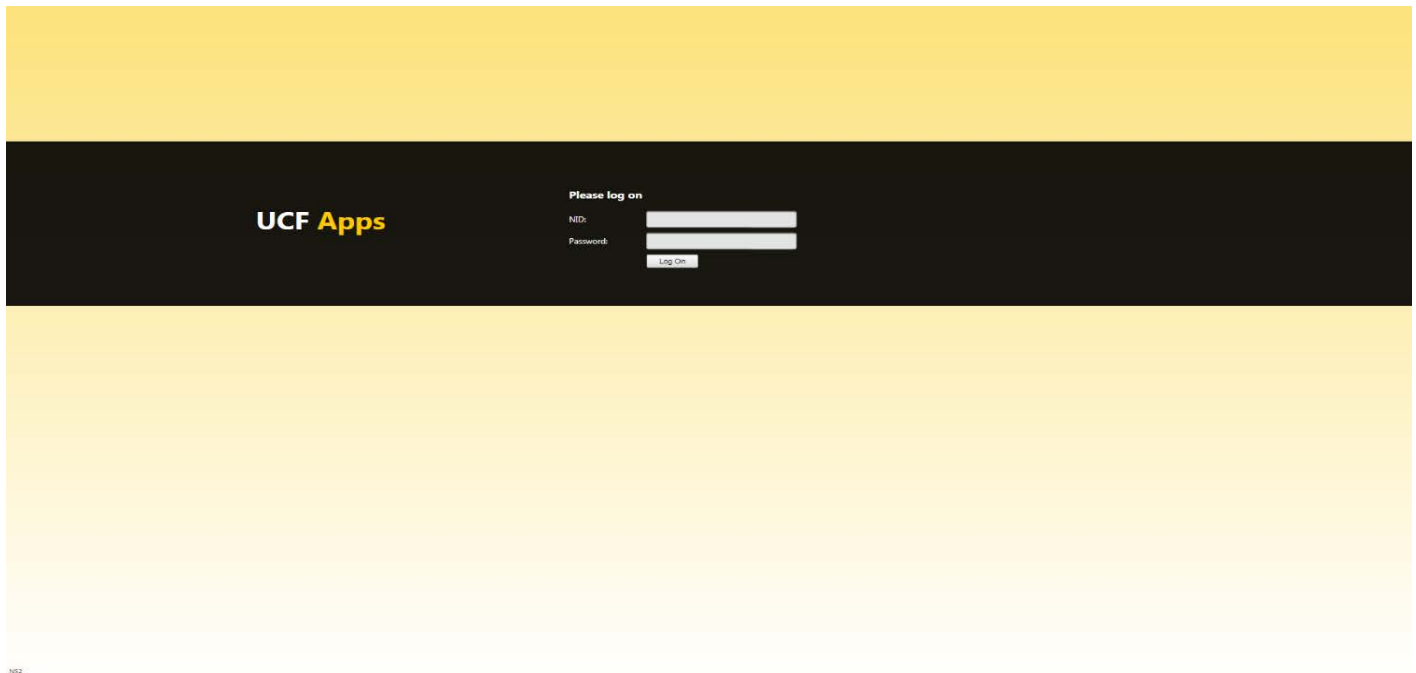 UCF Apps
Please log on
NID:
Password:
Log On
NS2